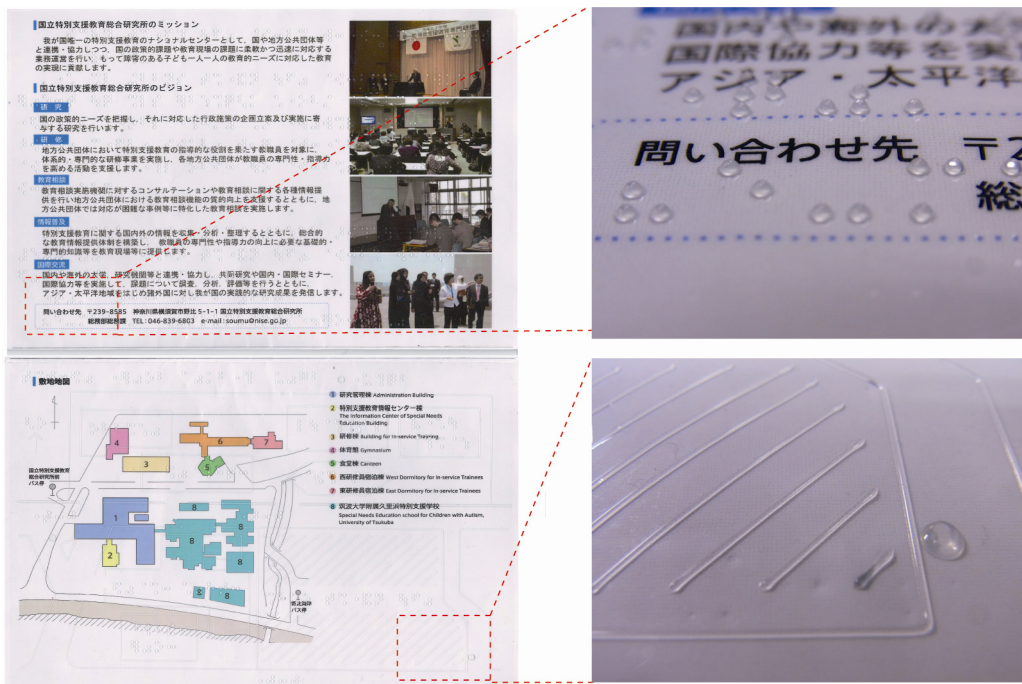 国立特別支援教育総合研究所のミッション
我が国唯一の特別支援教育のナショナルセンターとして、国や地方公共団体等
と連携・協力しつつ、国の政策的課題や教育現場の課題に柔軟かつ迅速に対応する
業務運営を行い、もって障害のある子ども一人一人の教育的ニーズに対応した教育
の実現に貢献します。
国立特別支援教育総合研究所のビジョン
研 究
国の政策的ニーズを把握し、それに対応した行政施策の企画立案及び実施に寄
与する研究を行います。
研 修
地方公共団体において特別支援教育の指導的な役割を果たす教職員を対象に、
体系的・専門的な研修事業を実施し、各地方公共団体が教職員の専門性・指導力
を高める活動を支援します。
教育相談
教育相談実施機関に対するコンサルテーションや教育相談に関する各種情報提
供を行い地方公共団体における教育相談機能の質的向上を支援するとともに、地
方公共団体では対応が困難な事例等に特化した教育相談を実施します。
情報普及
特別支援教育に関する国内外の情報を収集・分析・整理するとともに、総合的
な教育情報提供体制を構築し、教職員の専門性や指導力の向上に必要な基礎的・
専門的知識等を教育現場等に提供します。
国際交流
国内や海外の大学、研究機関等と連携・協力し、共同研究や国内・国際セミナー、
国際協力等を実施して、課題について調査、分析、評価等を行うとともに、
アジア・太平洋地域をはじめ諸外国に対し我が国の実践的な研究成果を発信します。
問い合わせ先 〒239-8585 神奈川県横須賀市野比 5-1-1 国立特別支援教育総合研究所
総務部総務課 TEL:046-839-6803 e-mail:soumu@nise.go.jp
国内や海外の
国際協力等を実
アジア・太平洋
問い合わせ先 〒2
総
敷地地図
国立特別支援教育
総合研究所前
バス停
4
3
6
7
5
1
2
8
8
8
8
8
8
8
バス停
1 研究管理棟 Administration Building
2 特別支援教育情報センター棟
The Information Center of Special Needs
Education Building
3 研修棟 Building for In-service Training
4 体育館 Gymnasium
5 食堂棟 Canteen
6 西研修員宿泊棟 West Dormitory for In-service Trainees
7 東研修員宿泊棟 East Dormitory for In-service Trainees
8 筑波大学附属久里浜特別支援学校
Special Needs Education school for Children with Autism,
University of Tsukuba